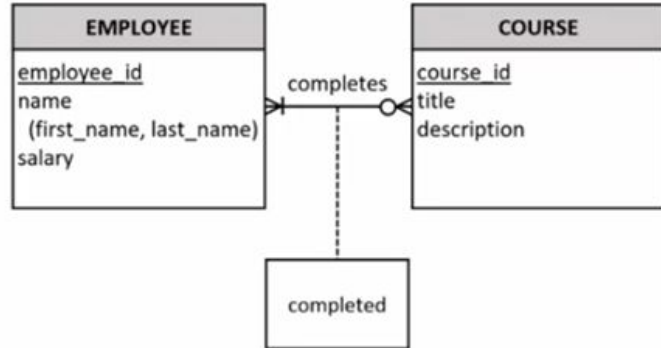 EMPLOYEE
employee_id
name
(first_name, last_name)
salary
completes
COURSE
course_id
title
description
completed